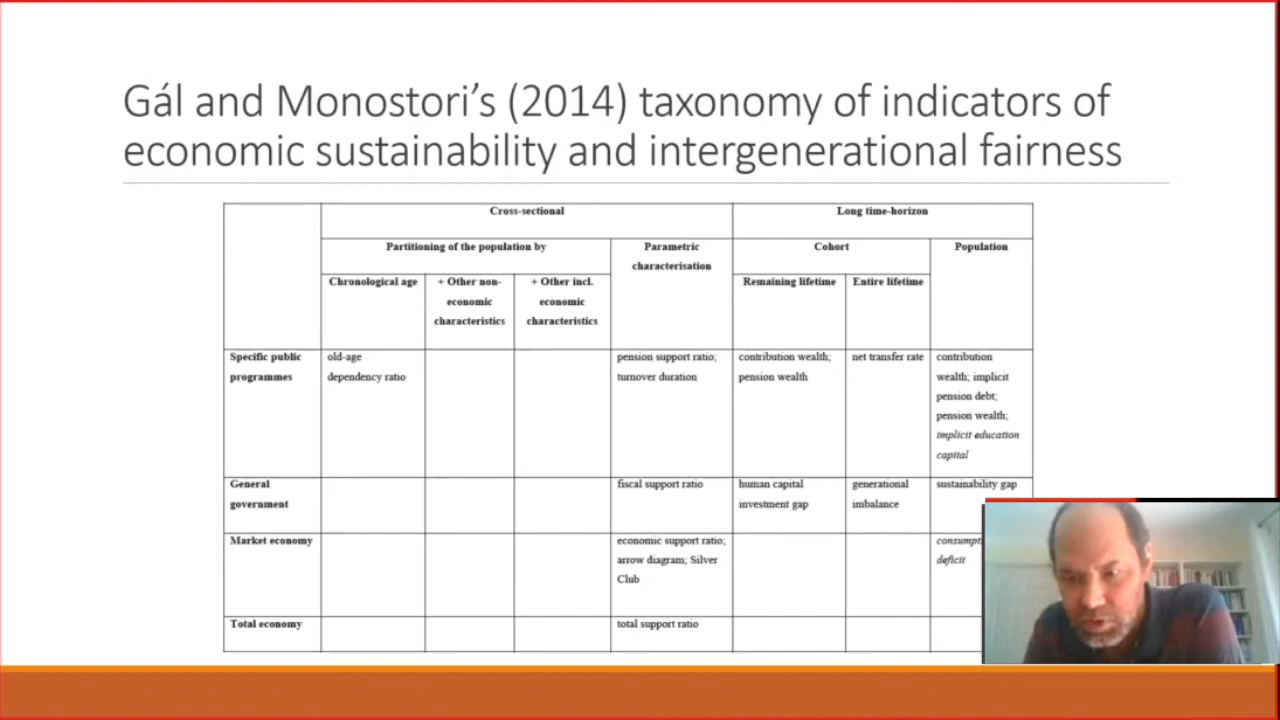 Gál and Monostori's (2014) taxonomy of indicators of
economic sustainability and intergenerational fairness
Cross-sectional
Long time-horizon
Partitioning of the population by
Parametric
characterisation
Cohort
Population
Chronological age
+ Other non-
economic
characteristics
+ Other incl.
economic
characteristics
Remaining lifetime
Entire lifetime
Specific public
programmes
old-age
dependency ratio
pension support ratio;
turnover duration
contribution wealth;
pension wealth
net transfer rate
contribution
wealth; implicit
pension debt;
pension wealth;
implicit education
capital
General
government
fiscal support ratio
human capital
investment gap
generational
imbalance
sustainability gap
Market economy
economic support ratio;
arrow diagram; Silver
Club
deficit
Total economy
total support ratio